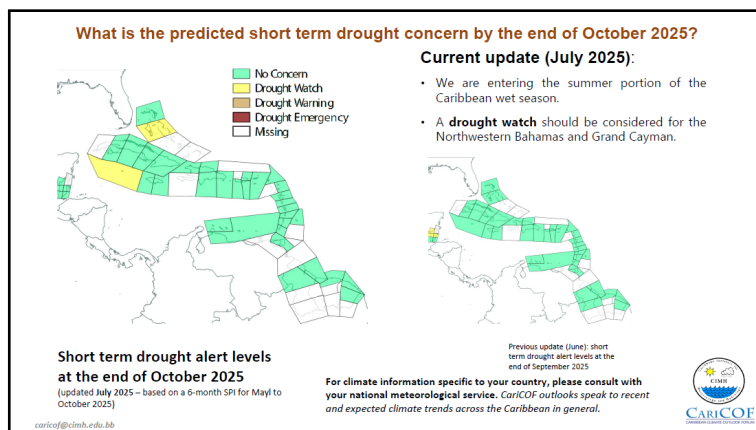 What is the predicted short term drought concern by the end of October 2025?
No Concern
Drought Watch
Drought Warning
Drought Emergency
Missing
Current update (July 2025):
• We are entering the summer portion of the
Caribbean wet season.
• A drought watch should be considered for the
Northwestern Bahamas and Grand Cayman.
Short term drought alert levels
at the end of October 2025
(updated July 2025 – based on a 6-month SPI for Mayl to
October 2025)
caricof@cimh.edu.bb
Previous update (June): short
term drought alert levels at the
end of September 2025
For climate information specific to your country, please consult with
your national meteorological service. CariCOF outlooks speak to recent
and expected climate trends across the Caribbean in general.
CIMH
CARICOF
CARIBBEAN CLIMATE OUTLOOK FORUM